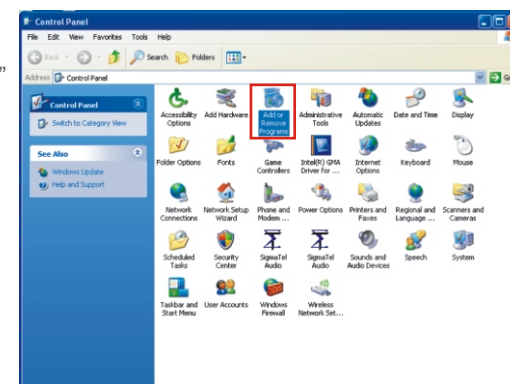 ”
Control Panel
File Edit View Favorites Tools Help
Back Search Folders
Address Control Panel Go
Control Panel
Switch to Category View
See Also
Windows Update
Help and Support
Accessibility Options
Add Hardware
Add or Remove Programs
Administrative Tools
Automatic Updates
Date and Time
Display
Folder Options
Fonts
Game Controllers
Intel(R) GMA Driver for ...
Internet Options
Keyboard
Mouse
Network Connections
Network Setup Wizard
Phone and Modem ...
Power Options
Printers and Faxes
Regional and Language ...
Scanners and Cameras
Scheduled Tasks
Security Center
SigmaTel Audio
SigmaTel Audio
Sounds and Audio Devices
Speech
System
Taskbar and Start Menu
User Accounts
Windows Firewall
Wireless Network Set...